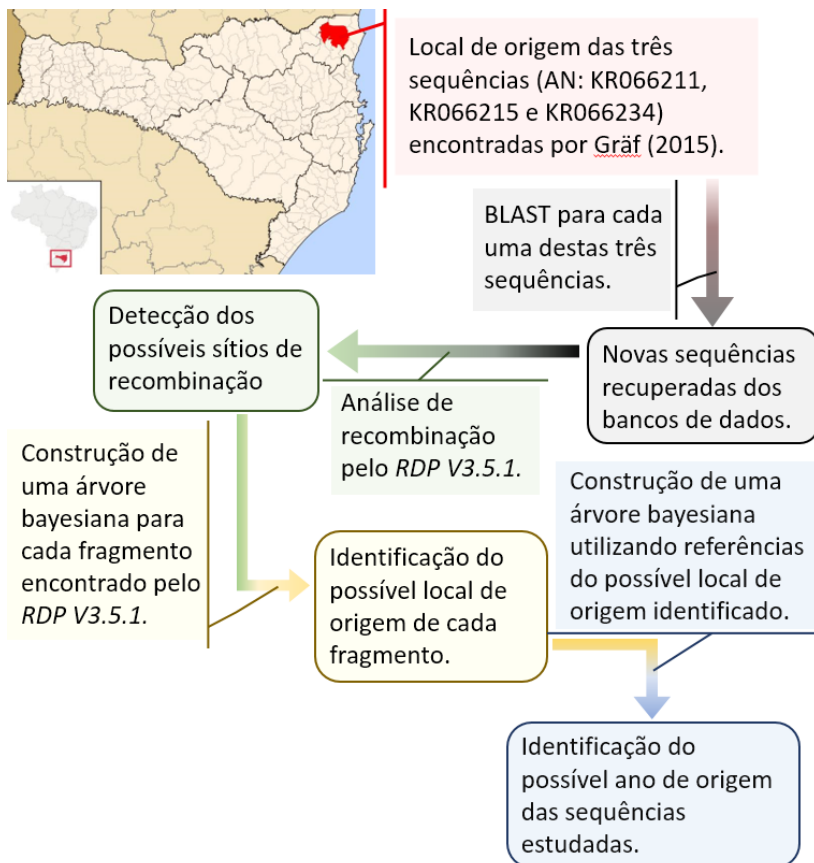 Local de origem das três
sequências (AN: KR066211,
KR066215 e KR066234)
encontradas por Gräf (2015).
BLAST para cada
uma destas três
sequências.
Novas sequências
recuperadas dos
bancos de dados.
Análise de
recombinação
pelo RDP V3.5.1.
Detecção dos
possíveis sítios de
recombinação
Construção de
uma árvore
bayesiana para
cada fragmento
encontrado pelo
RDP V3.5.1.
Identificação do
possível local de
origem de cada
fragmento.
Construção de uma
árvore bayesiana
utilizando referências
do possível local de
origem identificado.
Identificação do
possível ano de origem
das sequências
estudadas.